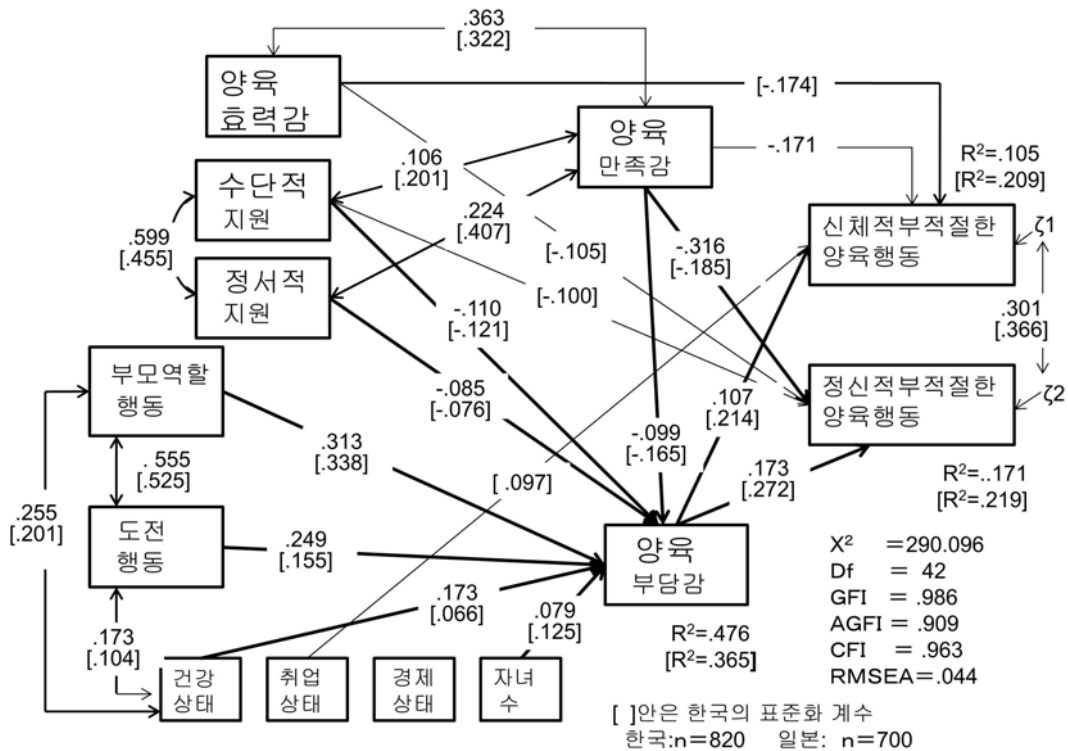 .363
[.322]
양육
효력감
[-.174]
양육
만족감
-.171
R²=.105
[R²=.209]
.106
[.201]
수단적
지원
.224
[.407]
신체적부적절한
양육행동
ζ1
.599
[.455]
-.316
[-.185]
[-.105]
정서적
지원
[-.100]
.301
[.366]
-.110
[-.121]
부모역할
행동
-.085
[-.076]
정신적부적절한
양육행동
ζ2
.107
[.214]
.313
[.338]
-.099
[-.165]
. 555
[.525]
[ .097]
.173
[.272]
R²=..171
[R²=.219]
.255
[.201]
도전
행동
.249
[.155]
양육
부담감
X² =290.096
Df = 42
GFI = .986
AGFI = .909
CFI = .963
RMSEA=.044
.173
[.066]
.079
[.125]
R²=.476
[R²=.365]
.173
[.104]
건강
상태
취업
상태
경제
상태
자녀
수
[ ]안은 한국의 표준화 계수
한국:n=820 일본: n=700